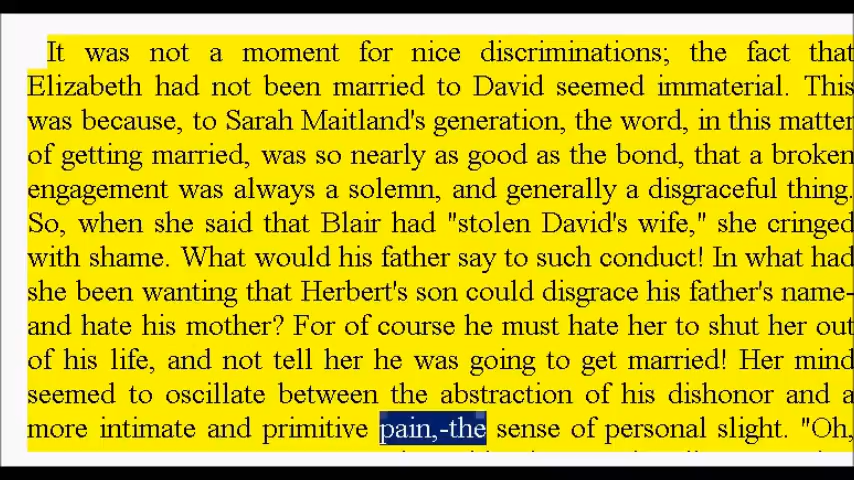 It was not a moment for nice discriminations; the fact that
Elizabeth had not been married to David seemed immaterial. This
was because, to Sarah Maitland's generation, the word, in this matter
of getting married, was so nearly as good as the bond, that a broken
engagement was always a solemn, and generally a disgraceful thing.
So, when she said that Blair had "stolen David's wife," she cringed
with shame. What would his father say to such conduct! In what had
she been wanting that Herbert's son could disgrace his father's name-
and hate his mother? For of course he must hate her to shut her out
of his life, and not tell her he was going to get married! Her mind
seemed to oscillate between the abstraction of his dishonor and a
more intimate and primitive pain,-the sense of personal slight. "Oh,